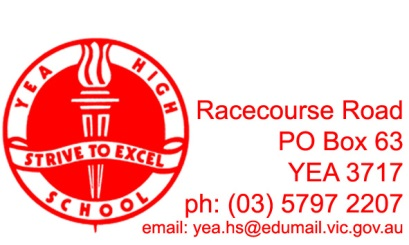 YEA HIGH
STRIVE TO EXCEL
SCHOOL
Racecourse Road
PO Box 63
YEA 3717
ph: (03) 5797 2207
email: yea.hs@edumail.vic.gov.au